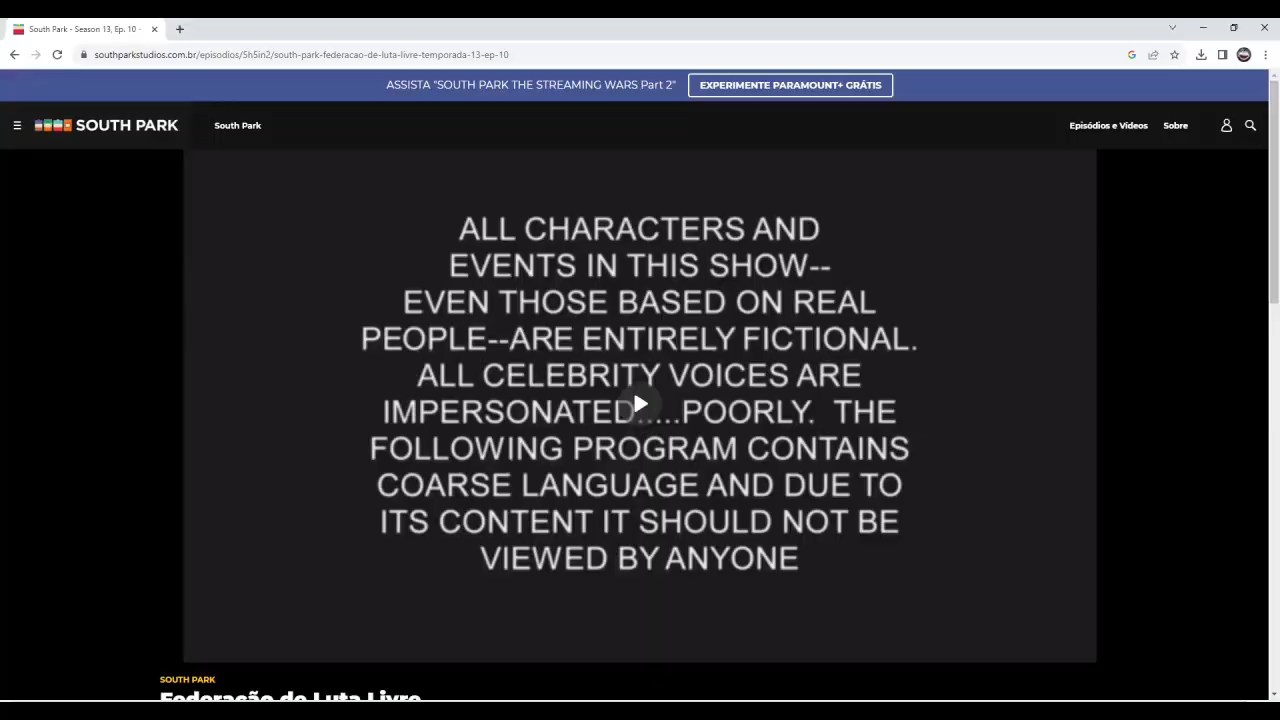 South Park - Season 13, Ep. 10 -
southparkstudios.com.br/episodios/5h5in2/south-park-federacao-de-luta-livre-temporada-13-ep-10
ASSISTA "SOUTH PARK THE STREAMING WARS Part 2" EXPERIMENTE PARAMOUNT+ GRÁTIS
SOUTH PARK South Park Episódios e Vídeos Sobre
ALL CHARACTERS AND
EVENTS IN THIS SHOW--
EVEN THOSE BASED ON REAL
PEOPLE--ARE ENTIRELY FICTIONAL.
ALL CELEBRITY VOICES ARE
IMPERSONATED.....POORLY. THE
FOLLOWING PROGRAM CONTAINS
COARSE LANGUAGE AND DUE TO
ITS CONTENT IT SHOULD NOT BE
VIEWED BY ANYONE
SOUTH PARK
Federação de Luta Livre